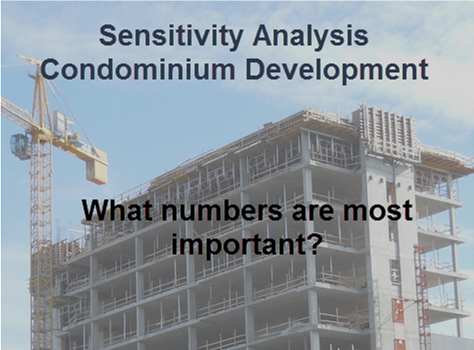 Sensitivity Analysis
Condominium Development
What numbers are most
important?